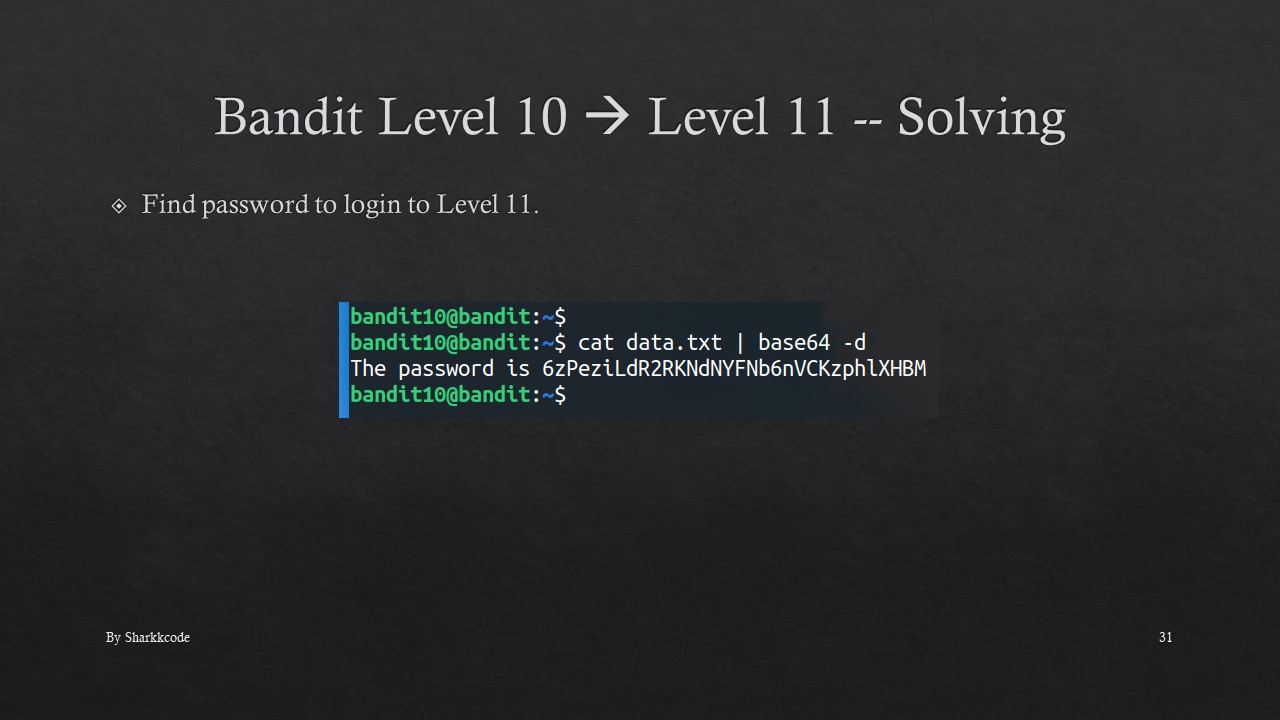 Bandit Level 10 → Level 11 -- Solving
Find password to login to Level 11.
bandit10@bandit:~$
bandit10@bandit:~$ cat data.txt | base64 -d
The password is 6zPeziLdR2RKNdNYFNb6nVCKzphlXHBM
bandit10@bandit:~$
By Sharkkcode
31